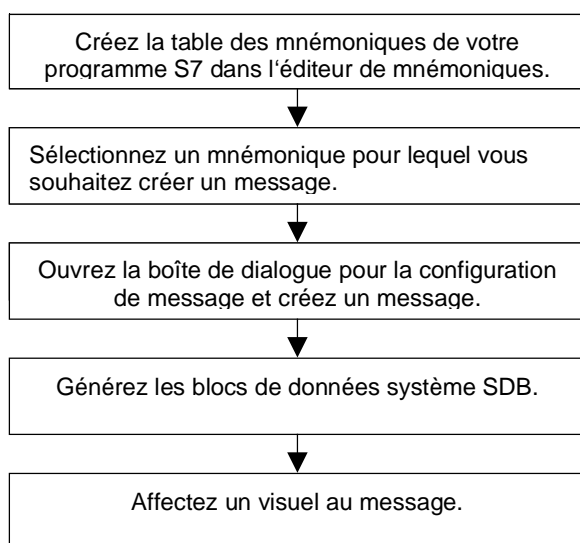 Créez la table des mnémoniques de votre
programme S7 dans l‘éditeur de mnémoniques.
Sélectionnez un mnémonique pour lequel vous
souhaitez créer un message.
Ouvrez la boîte de dialogue pour la configuration
de message et créez un message.
Générez les blocs de données système SDB.
Affectez un visuel au message.